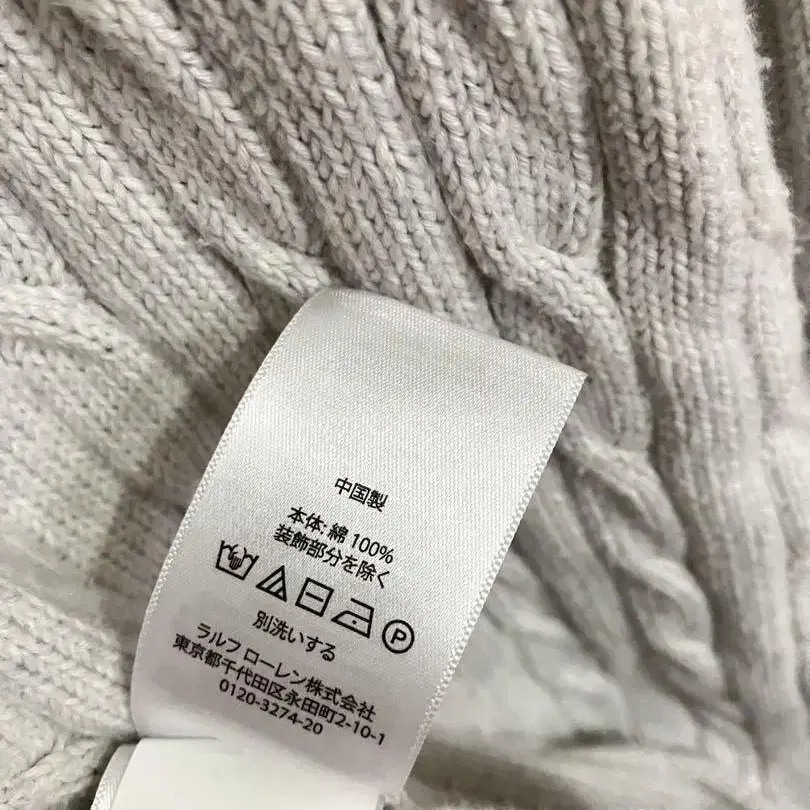 中国製
本体: 綿 100%
装飾部分を除く
P
別洗いする
ラルフ ローレン株式会社
東京都千代田区永田町2-10-1
0120-3274-20